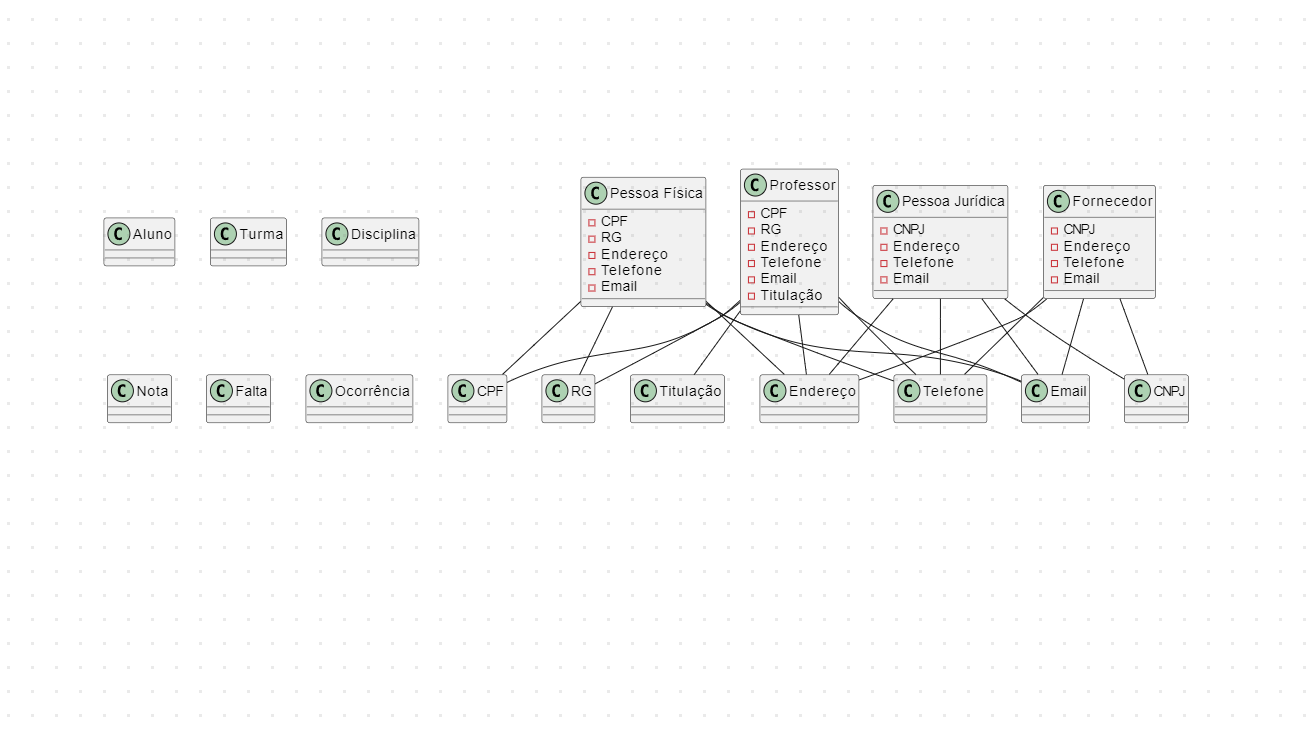 C Aluno
C Turma
C Disciplina
C Pessoa Física
CPF
RG
Endereço
Telefone
Email
C Professor
CPF
RG
Endereço
Telefone
Email
Titulação
C Pessoa Jurídica
CNPJ
Endereço
Telefone
Email
C Fornecedor
CNPJ
Endereço
Telefone
Email
C Nota
C Falta
C Ocorrência
C CPF
C RG
C Titulação
C Endereço
C Telefone
C Email
C CNPJ